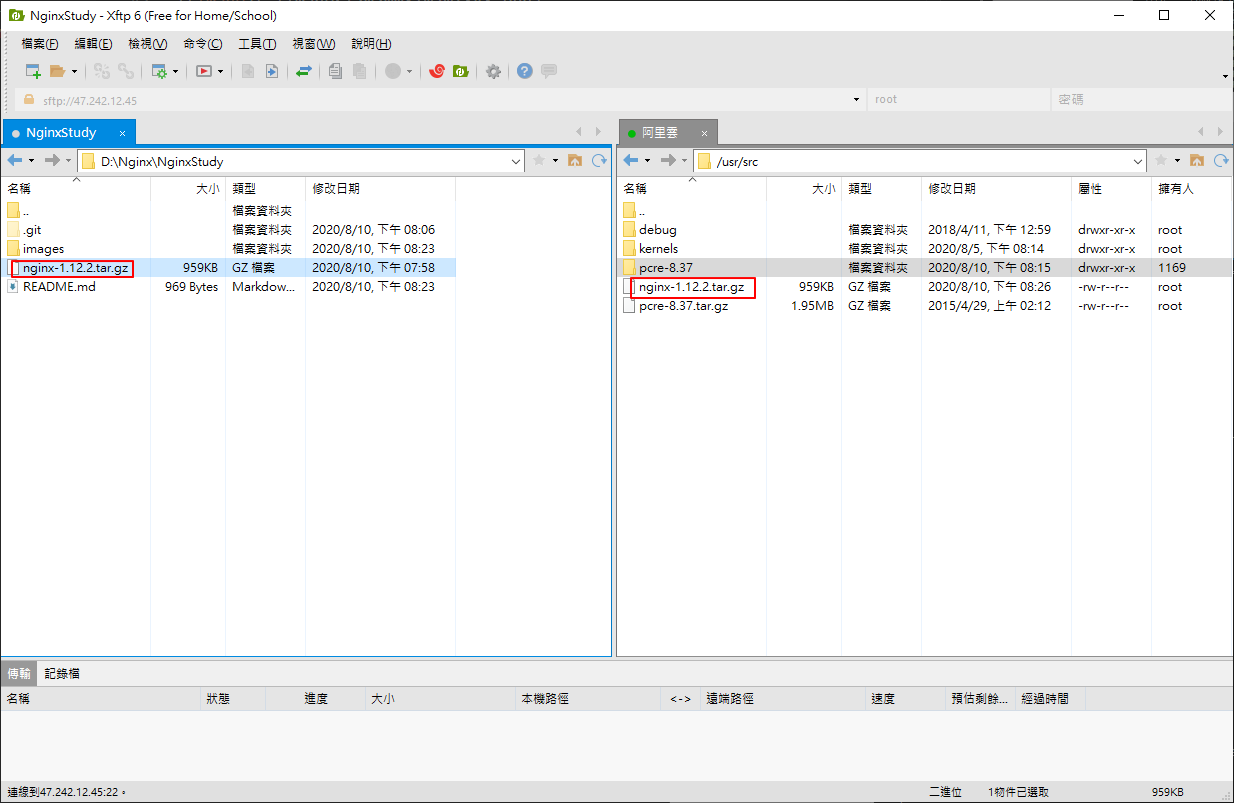 NginxStudy - Xftp 6 (Free for Home/School)
檔案(F) 編輯(E) 檢視(V) 命令(C) 工具(T) 視窗(W) 說明(H)
sftp://47.242.12.45 root 密碼
NginxStudy × 阿里雲 ×
D:\Nginx\NginxStudy /usr/src
名稱 大小 類型 修改日期 名稱 大小 類型 修改日期 屬性 擁有人
.. 檔案資料夾 .. 檔案資料夾
.git 檔案資料夾 2020/8/10, 下午 08:06 debug 檔案資料夾 2018/4/11, 下午 12:59 drwxr-xr-x root
images 檔案資料夾 2020/8/10, 下午 08:23 kernels 檔案資料夾 2020/8/5, 下午 08:14 drwxr-xr-x root
nginx-1.12.2.tar.gz 959KB GZ 檔案 2020/8/10, 下午 07:58 pcre-8.37 檔案資料夾 2020/8/10, 下午 08:15 drwxr-xr-x 1169
README.md 969 Bytes Markdow... 2020/8/10, 下午 08:23 nginx-1.12.2.tar.gz 959KB GZ 檔案 2020/8/10, 下午 08:26 -rw-r--r-- root
pcre-8.37.tar.gz 1.95MB GZ 檔案 2015/4/29, 上午 02:12 -rw-r--r-- root
傳輸 記錄檔
名稱 狀態 進度 大小 本機路徑 <-> 遠端路徑 速度 預估剩餘... 經過時間
連線到47.242.12.45:22。 二進位 1物件已選取 959KB